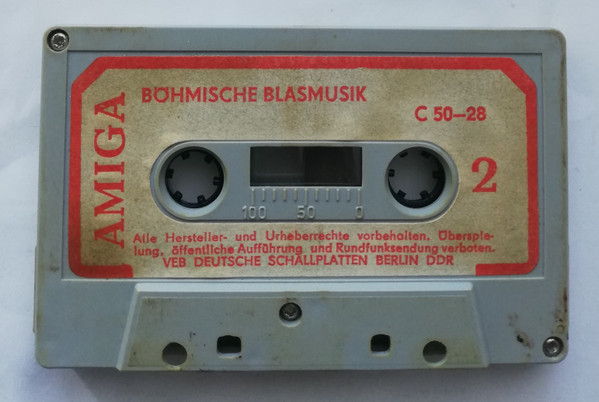 BÖHMISCHE BLASMUSIK
C 50–28
AMIGA
2
100 50 0
Alle Hersteller- und Urheberrechte vorbehalten. Überspie-
lung, öffentliche Aufführung und Rundfunksendung verboten.
VEB DEUTSCHE SCHALLPLATTEN BERLIN DDR